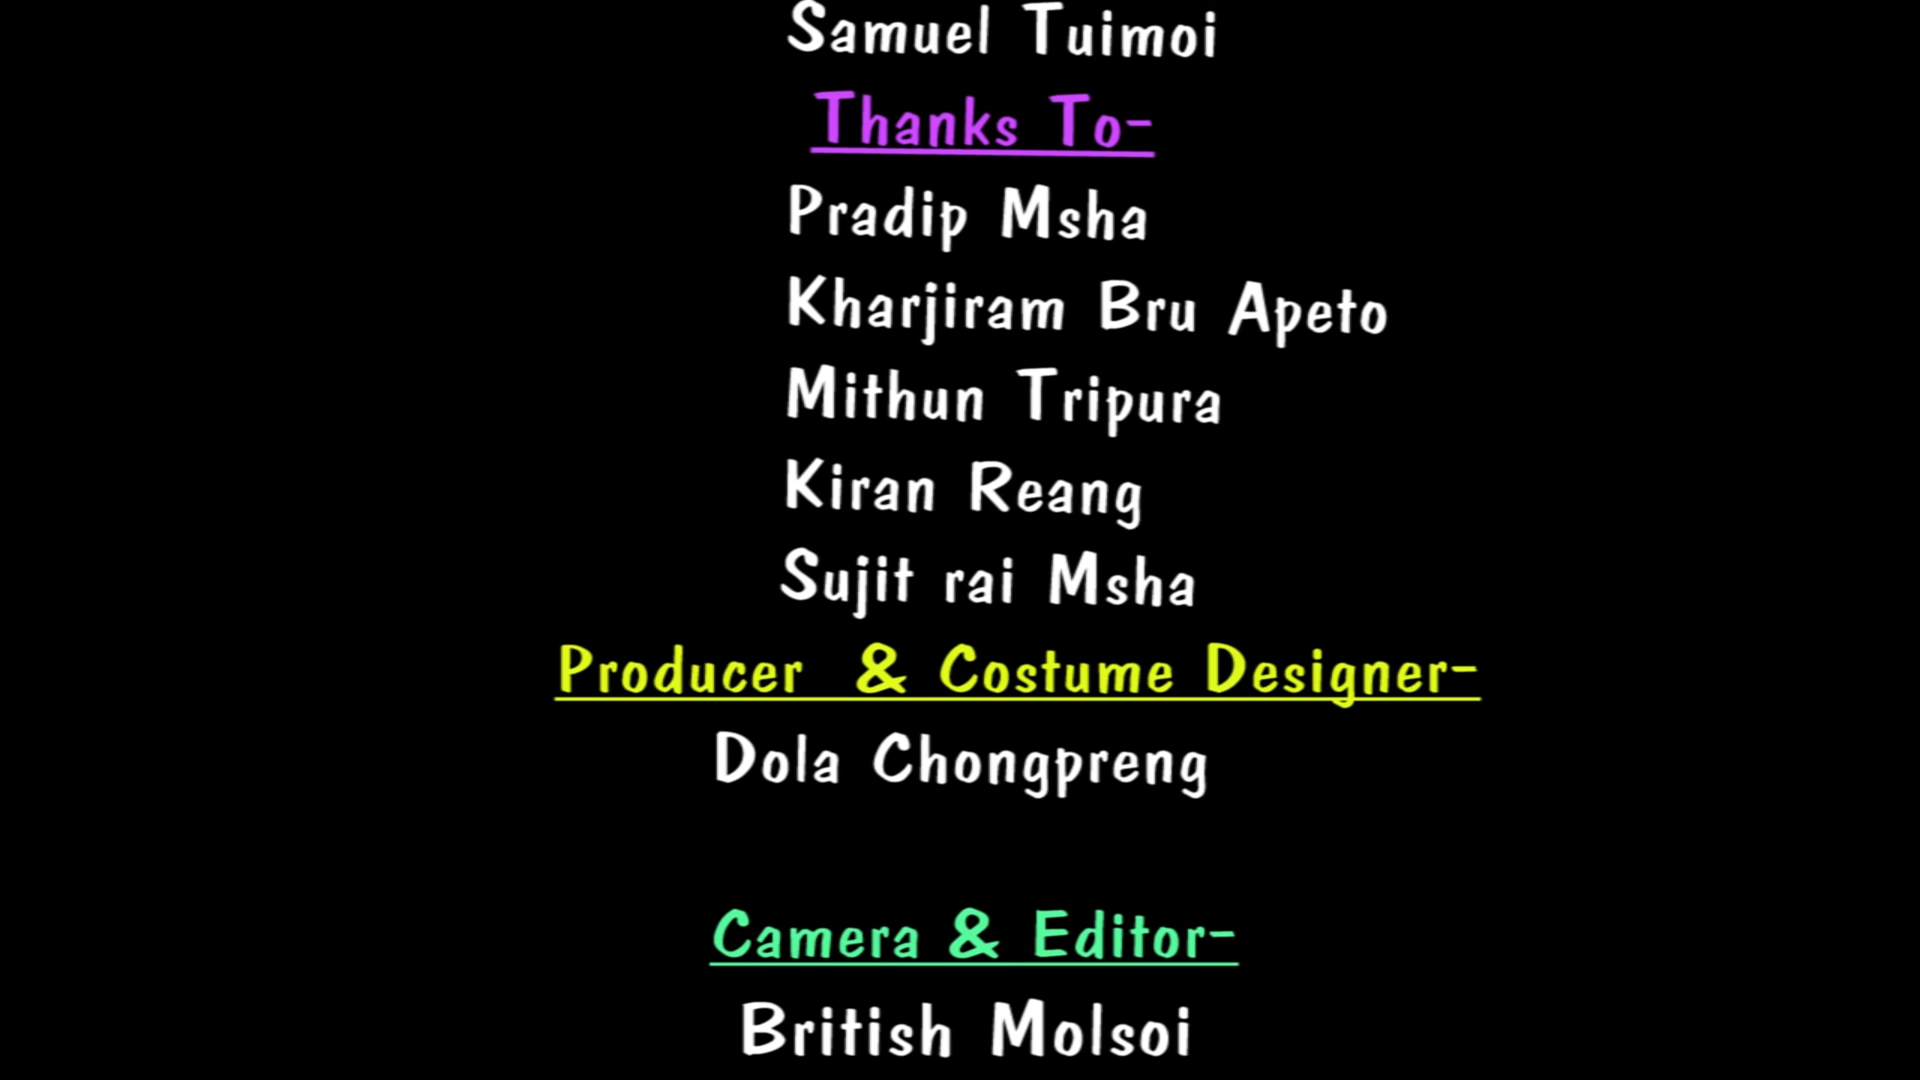 Samuel Tuimoi
Thanks To-
Pradip Msha
Kharjiram Bru Apeto
Mithun Tripura
Kiran Reang
Sujit rai Msha
Producer & Costume Designer-
Dola Chongpreng
Camera & Editor-
British Molsoi